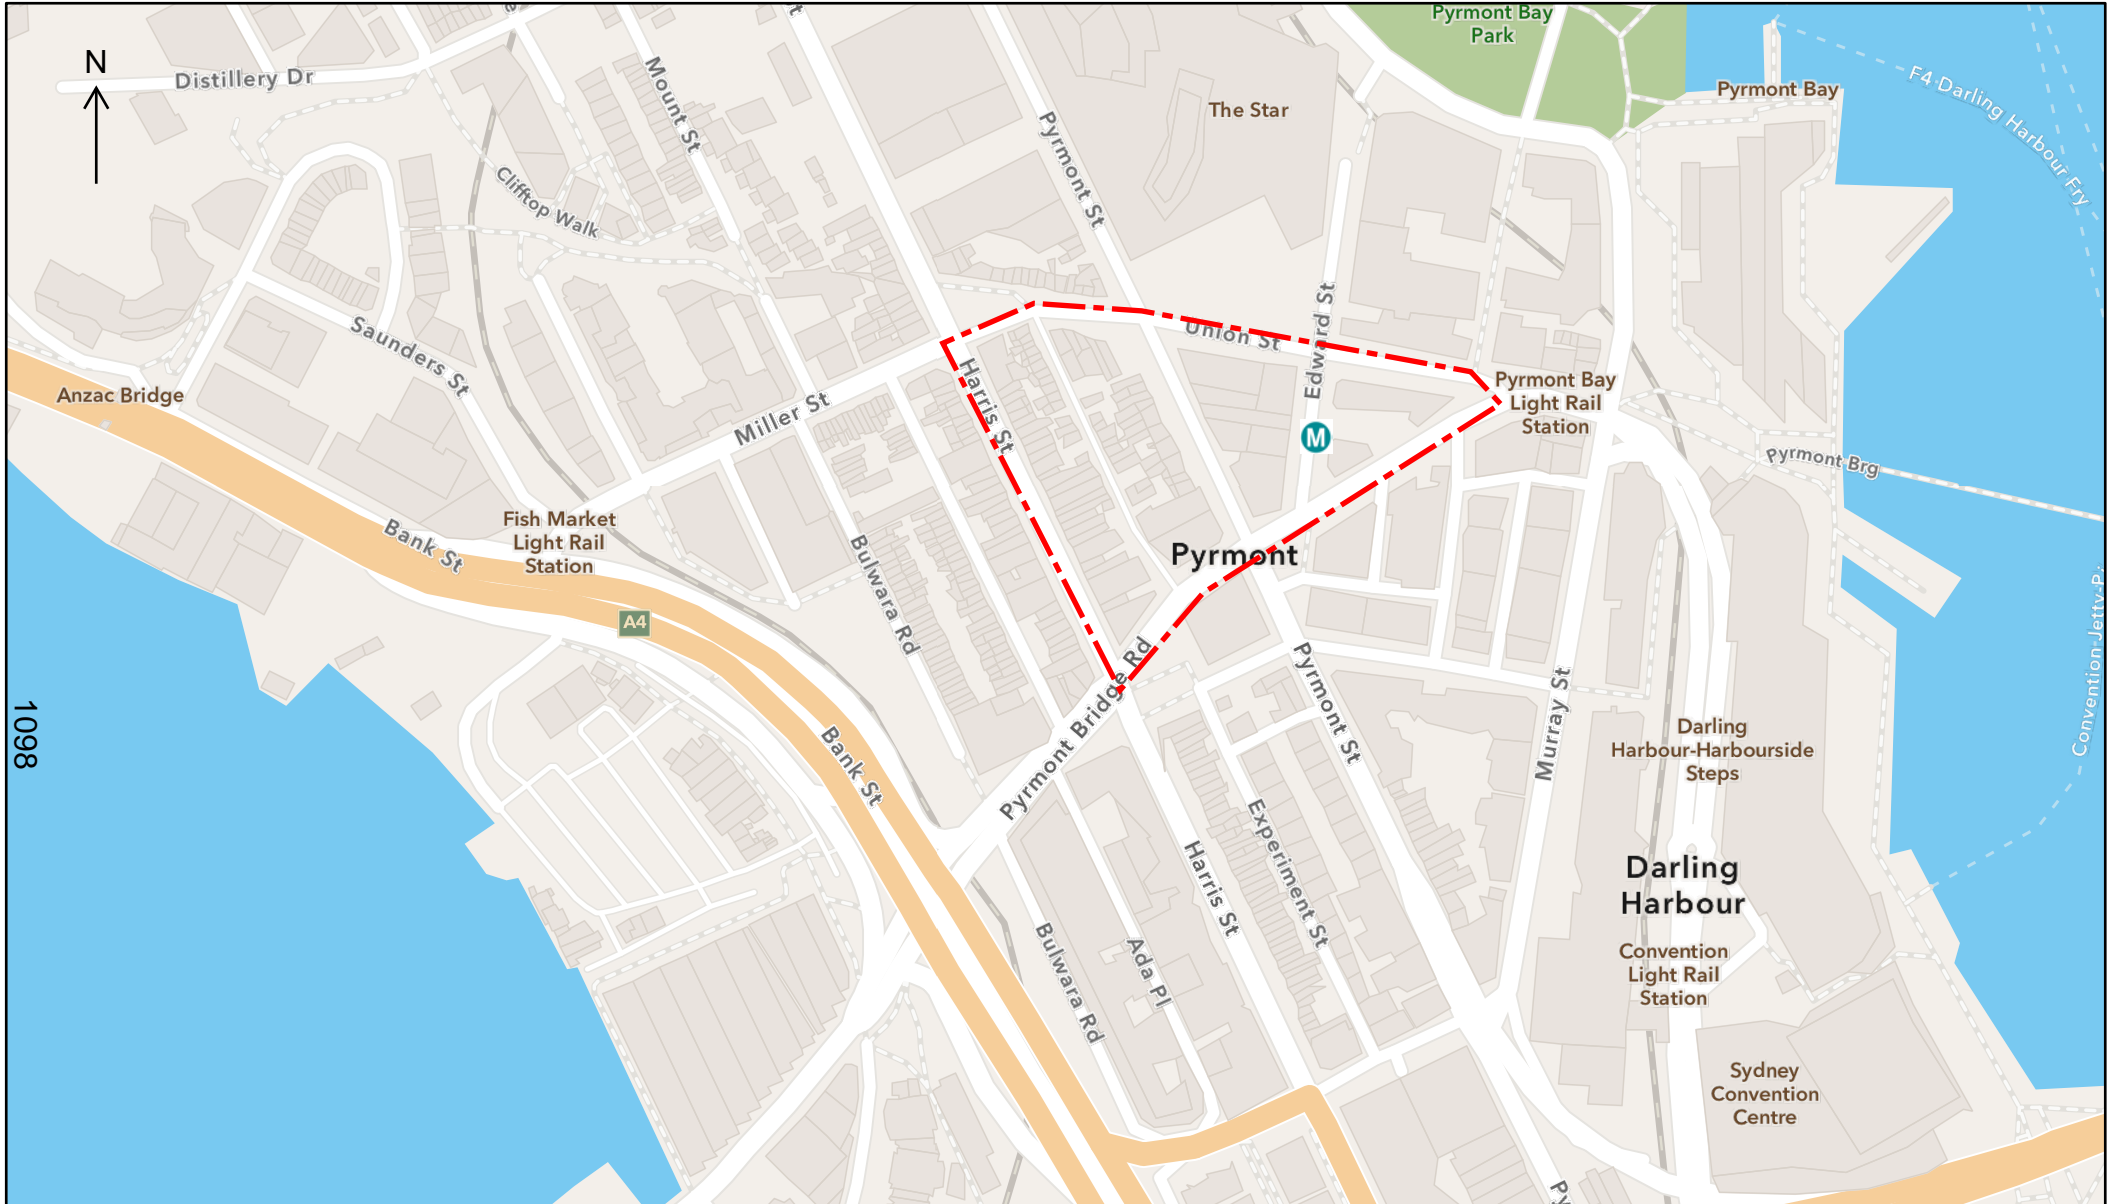 Pyrmont Bay
Park
N
Distillery Dr
Mount St
The Star
Pyrmont St
Pyrmont Bay
F4 Darling Harbour Fry
Clifftop Walk
Saunders St
Union St
Edward St
Anzac Bridge
Harris St
Miller St
Pyrmont Bay
Light Rail
Station
M
Pyrmont Brg
Fish Market
Light Rail
Station
Bank St
Bulwara Rd
Pyrmont
A4
Pyrmont Bridge Rd
Pyrmont St
Murray St
Convention Jetty-Pi
1098
Bank St
Darling
Harbour-Harbourside
Steps
Experiment St
Harris St
Darling
Harbour
Bulwara Rd
Ada Pl
Convention
Light Rail
Station
Sydney
Convention
Centre
Py